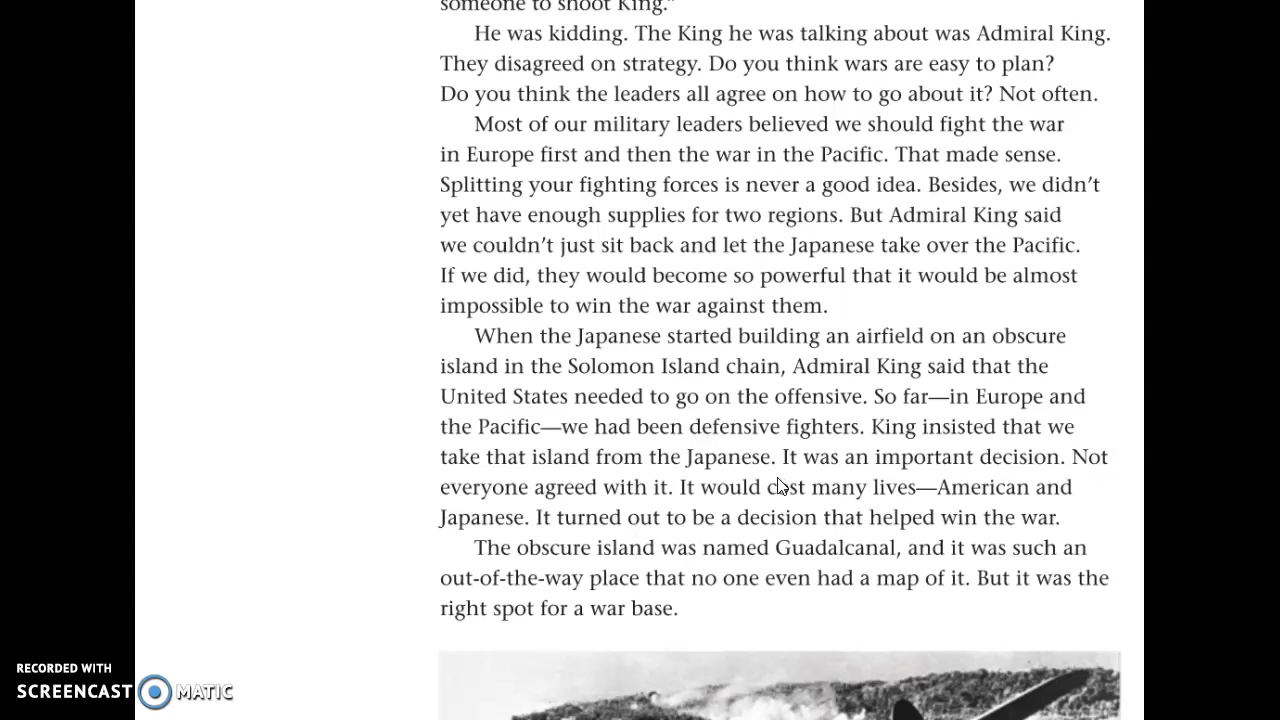 someone to shoot King."
He was kidding. The King he was talking about was Admiral King.
They disagreed on strategy. Do you think wars are easy to plan?
Do you think the leaders all agree on how to go about it? Not often.
Most of our military leaders believed we should fight the war
in Europe first and then the war in the Pacific. That made sense.
Splitting your fighting forces is never a good idea. Besides, we didn't
yet have enough supplies for two regions. But Admiral King said
we couldn't just sit back and let the Japanese take over the Pacific.
If we did, they would become so powerful that it would be almost
impossible to win the war against them.
When the Japanese started building an airfield on an obscure
island in the Solomon Island chain, Admiral King said that the
United States needed to go on the offensive. So far—in Europe and
the Pacific—we had been defensive fighters. King insisted that we
take that island from the Japanese. It was an important decision. Not
everyone agreed with it. It would cost many lives—American and
Japanese. It turned out to be a decision that helped win the war.
The obscure island was named Guadalcanal, and it was such an
out-of-the-way place that no one even had a map of it. But it was the
right spot for a war base.
RECORDED WITH
SCREENCAST MATIC